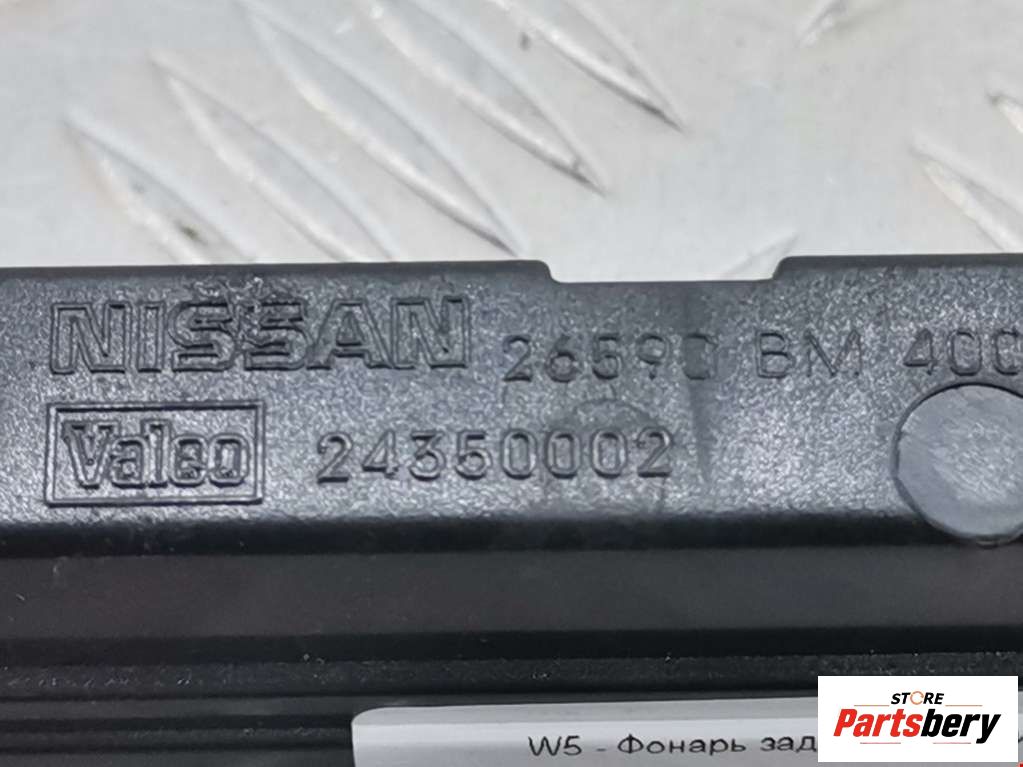 NISSAN 26590 BM 400
Valeo 24350002
STORE
Partsbery
W5 - Фонарь зад